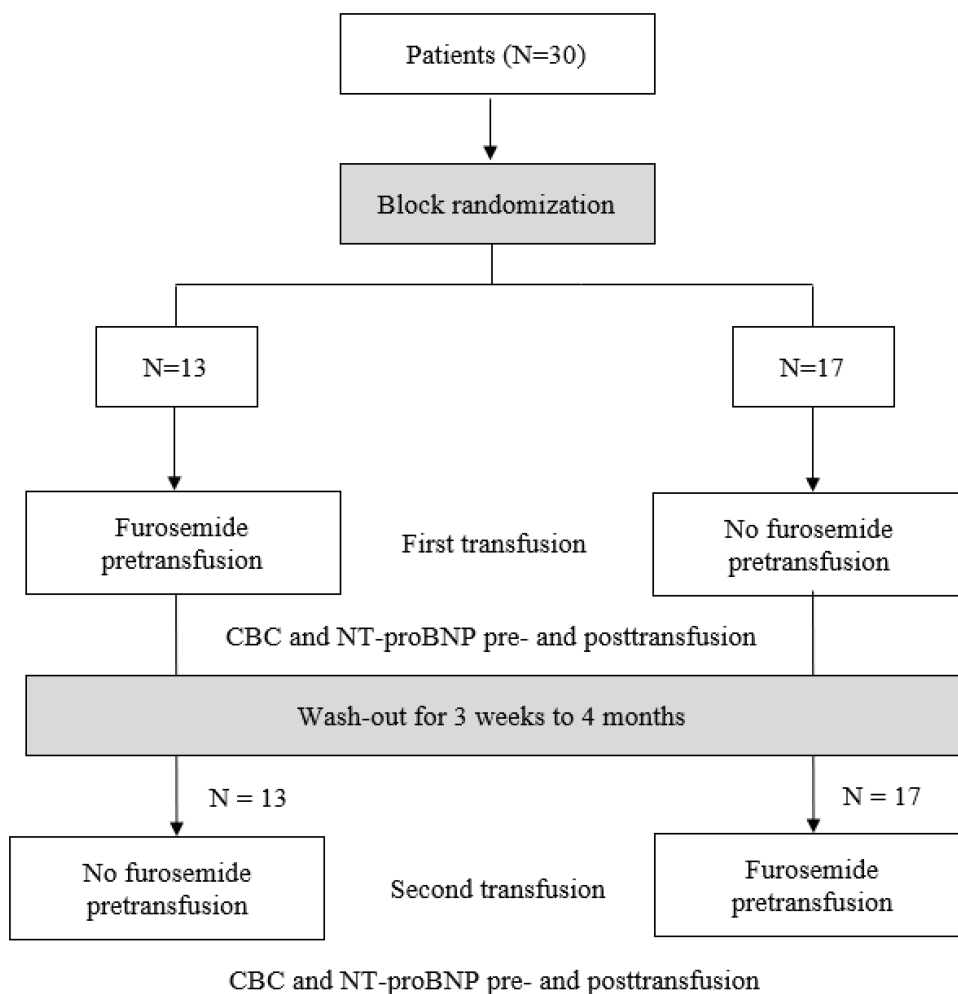 Patients (N=30)
Block randomization
N=13
N=17
Furosemide
pretransfusion
First transfusion
No furosemide
pretransfusion
CBC and NT-proBNP pre- and posttransfusion
Wash-out for 3 weeks to 4 months
N = 13
N = 17
No furosemide
pretransfusion
Second transfusion
Furosemide
pretransfusion
CBC and NT-proBNP pre- and posttransfusion